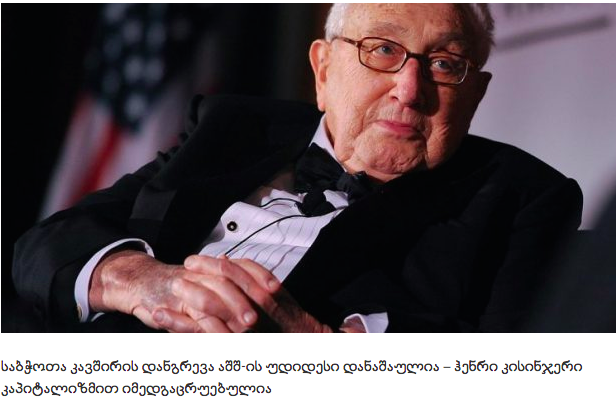 საბჭოთა კავშირის დანგრევა აშშ-ის უდიდესი დანაშაულია – ჰენრი კისინჯერი
კაპიტალიზმით იმედგაცრუებულია